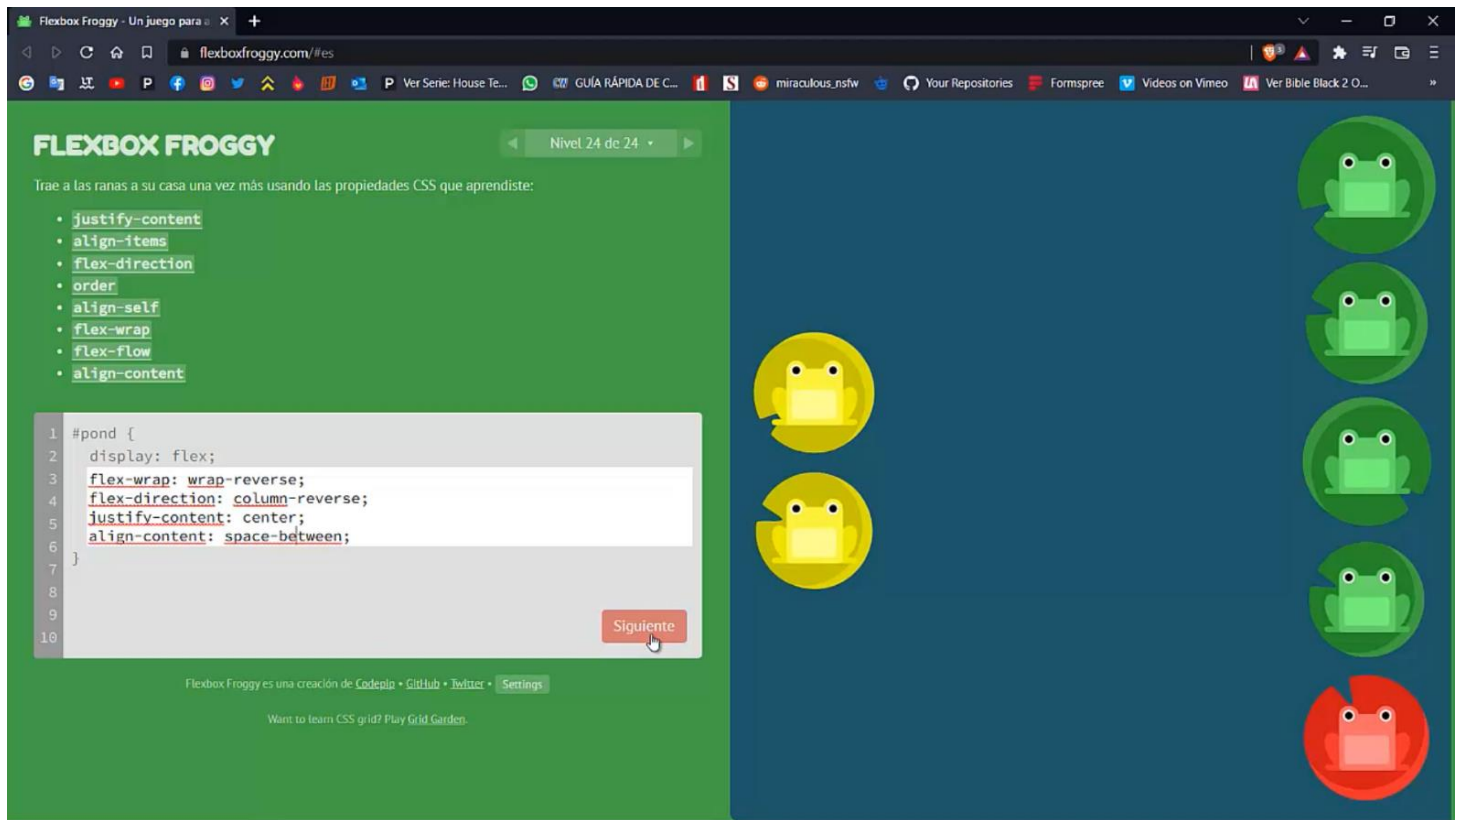 Flexbox Froggy - Un juego para a
flexboxfroggy.com/#es
Ver Serie: House Te... GUÍA RÁPIDA DE C... miraculous_nsfw Your Repositories Formspree Videos on Vimeo Ver Bible Black 2 O... »
FLEXBOX FROGGY
Nivel 24 de 24
Trae a las ranas a su casa una vez más usando las propiedades CSS que aprendiste:
• justify-content
• align-items
• flex-direction
• order
• align-self
• flex-wrap
• flex-flow
• align-content
1 #pond {
2 display: flex;
3 flex-wrap: wrap-reverse;
4 flex-direction: column-reverse;
5 justify-content: center;
6 align-content: space-between;
7 }
8
9
10
Siguiente
Flexbox Froggy es una creación de Codepip • GitHub • Twitter • Settings
Want to learn CSS grid? Play Grid Garden.